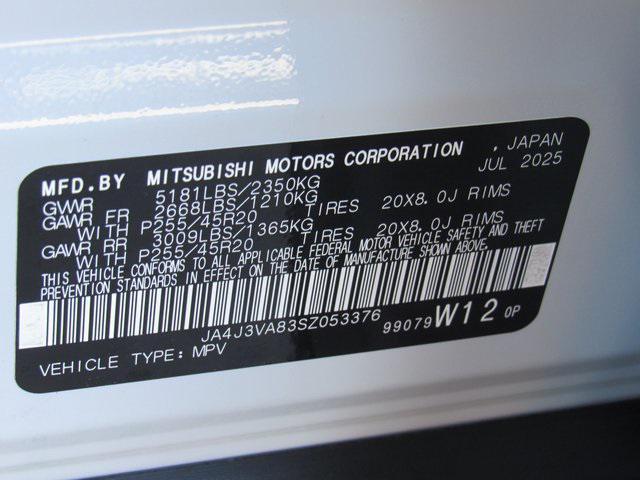 MFD.BY MITSUBISHI MOTORS CORPORATION , JAPAN
GVWR 5181LBS/2350KG JUL 2025
GAWR FR 2668LBS/1210KG
WITH P255/45R20 TIRES 20X8.0J RIMS
GAWR RR 3009LBS/1365KG
WITH P255/45R20 TIRES 20X8.0J RIMS
THIS VEHICLE CONFORMS TO ALL APPLICABLE FEDERAL MOTOR VEHICLE SAFETY AND THEFT
PREVENTION STANDARDS IN EFFECT ON THE DATE OF MANUFACTURE SHOWN ABOVE.
JA4J3VA83SZ053376 99079 W12 0P
VEHICLE TYPE: MPV